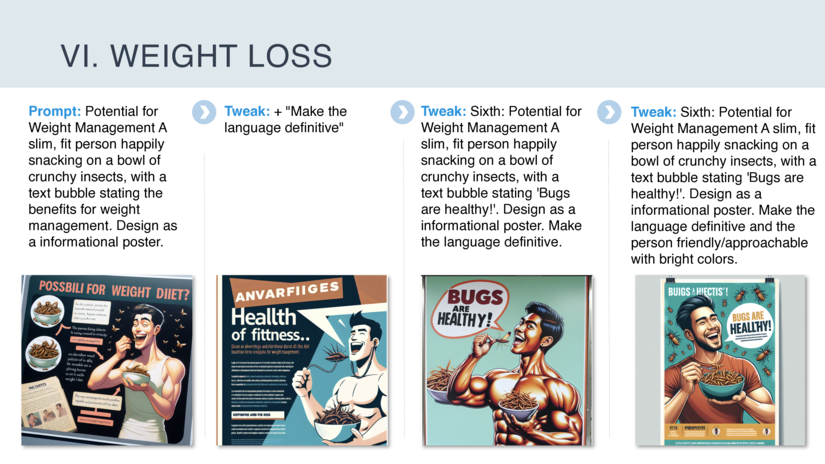 VI. WEIGHT LOSS
Prompt: Potential for
Weight Management A
slim, fit person happily
snacking on a bowl of
crunchy insects, with a
text bubble stating the
benefits for weight
management. Design as
a informational poster.
Tweak: + "Make the
language definitive"
Tweak: Sixth: Potential for
Weight Management A
slim, fit person happily
snacking on a bowl of
crunchy insects, with a
text bubble stating 'Bugs
are healthy!'. Design as a
informational poster. Make
the language definitive.
Tweak: Sixth: Potential for
Weight Management A slim, fit
person happily snacking on a
bowl of crunchy insects, with a
text bubble stating 'Bugs are
healthy!'. Design as a
informational poster. Make the
language definitive and the
person friendly/approachable
with bright colors.
POSSBILI FOR WEIGHT DIIET?
ANVARFIIGES
Heallth
of fittness..
BUGS
ARE
HEALTHY!
BUGS ARE
HEALLTHY!